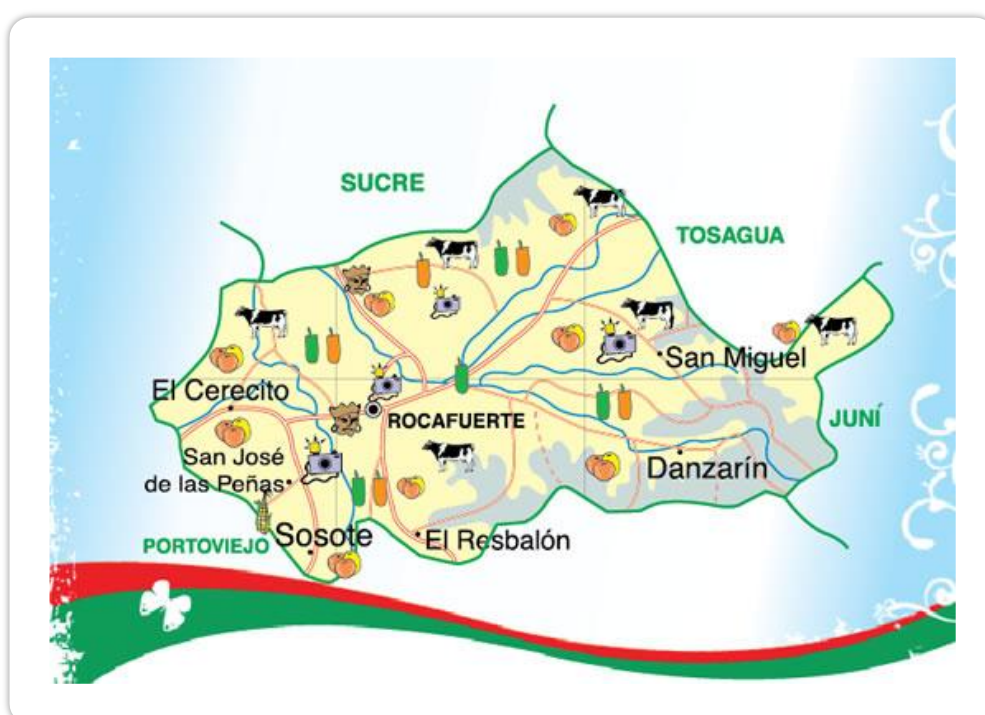 SUCRE
TOSAGUA
San Miguel
El Cerecito
JUNÍ
ROCAFUERTE
San José
de las Peñas
Danzarín
PORTOVIEJO
Sosote
El Resbalón